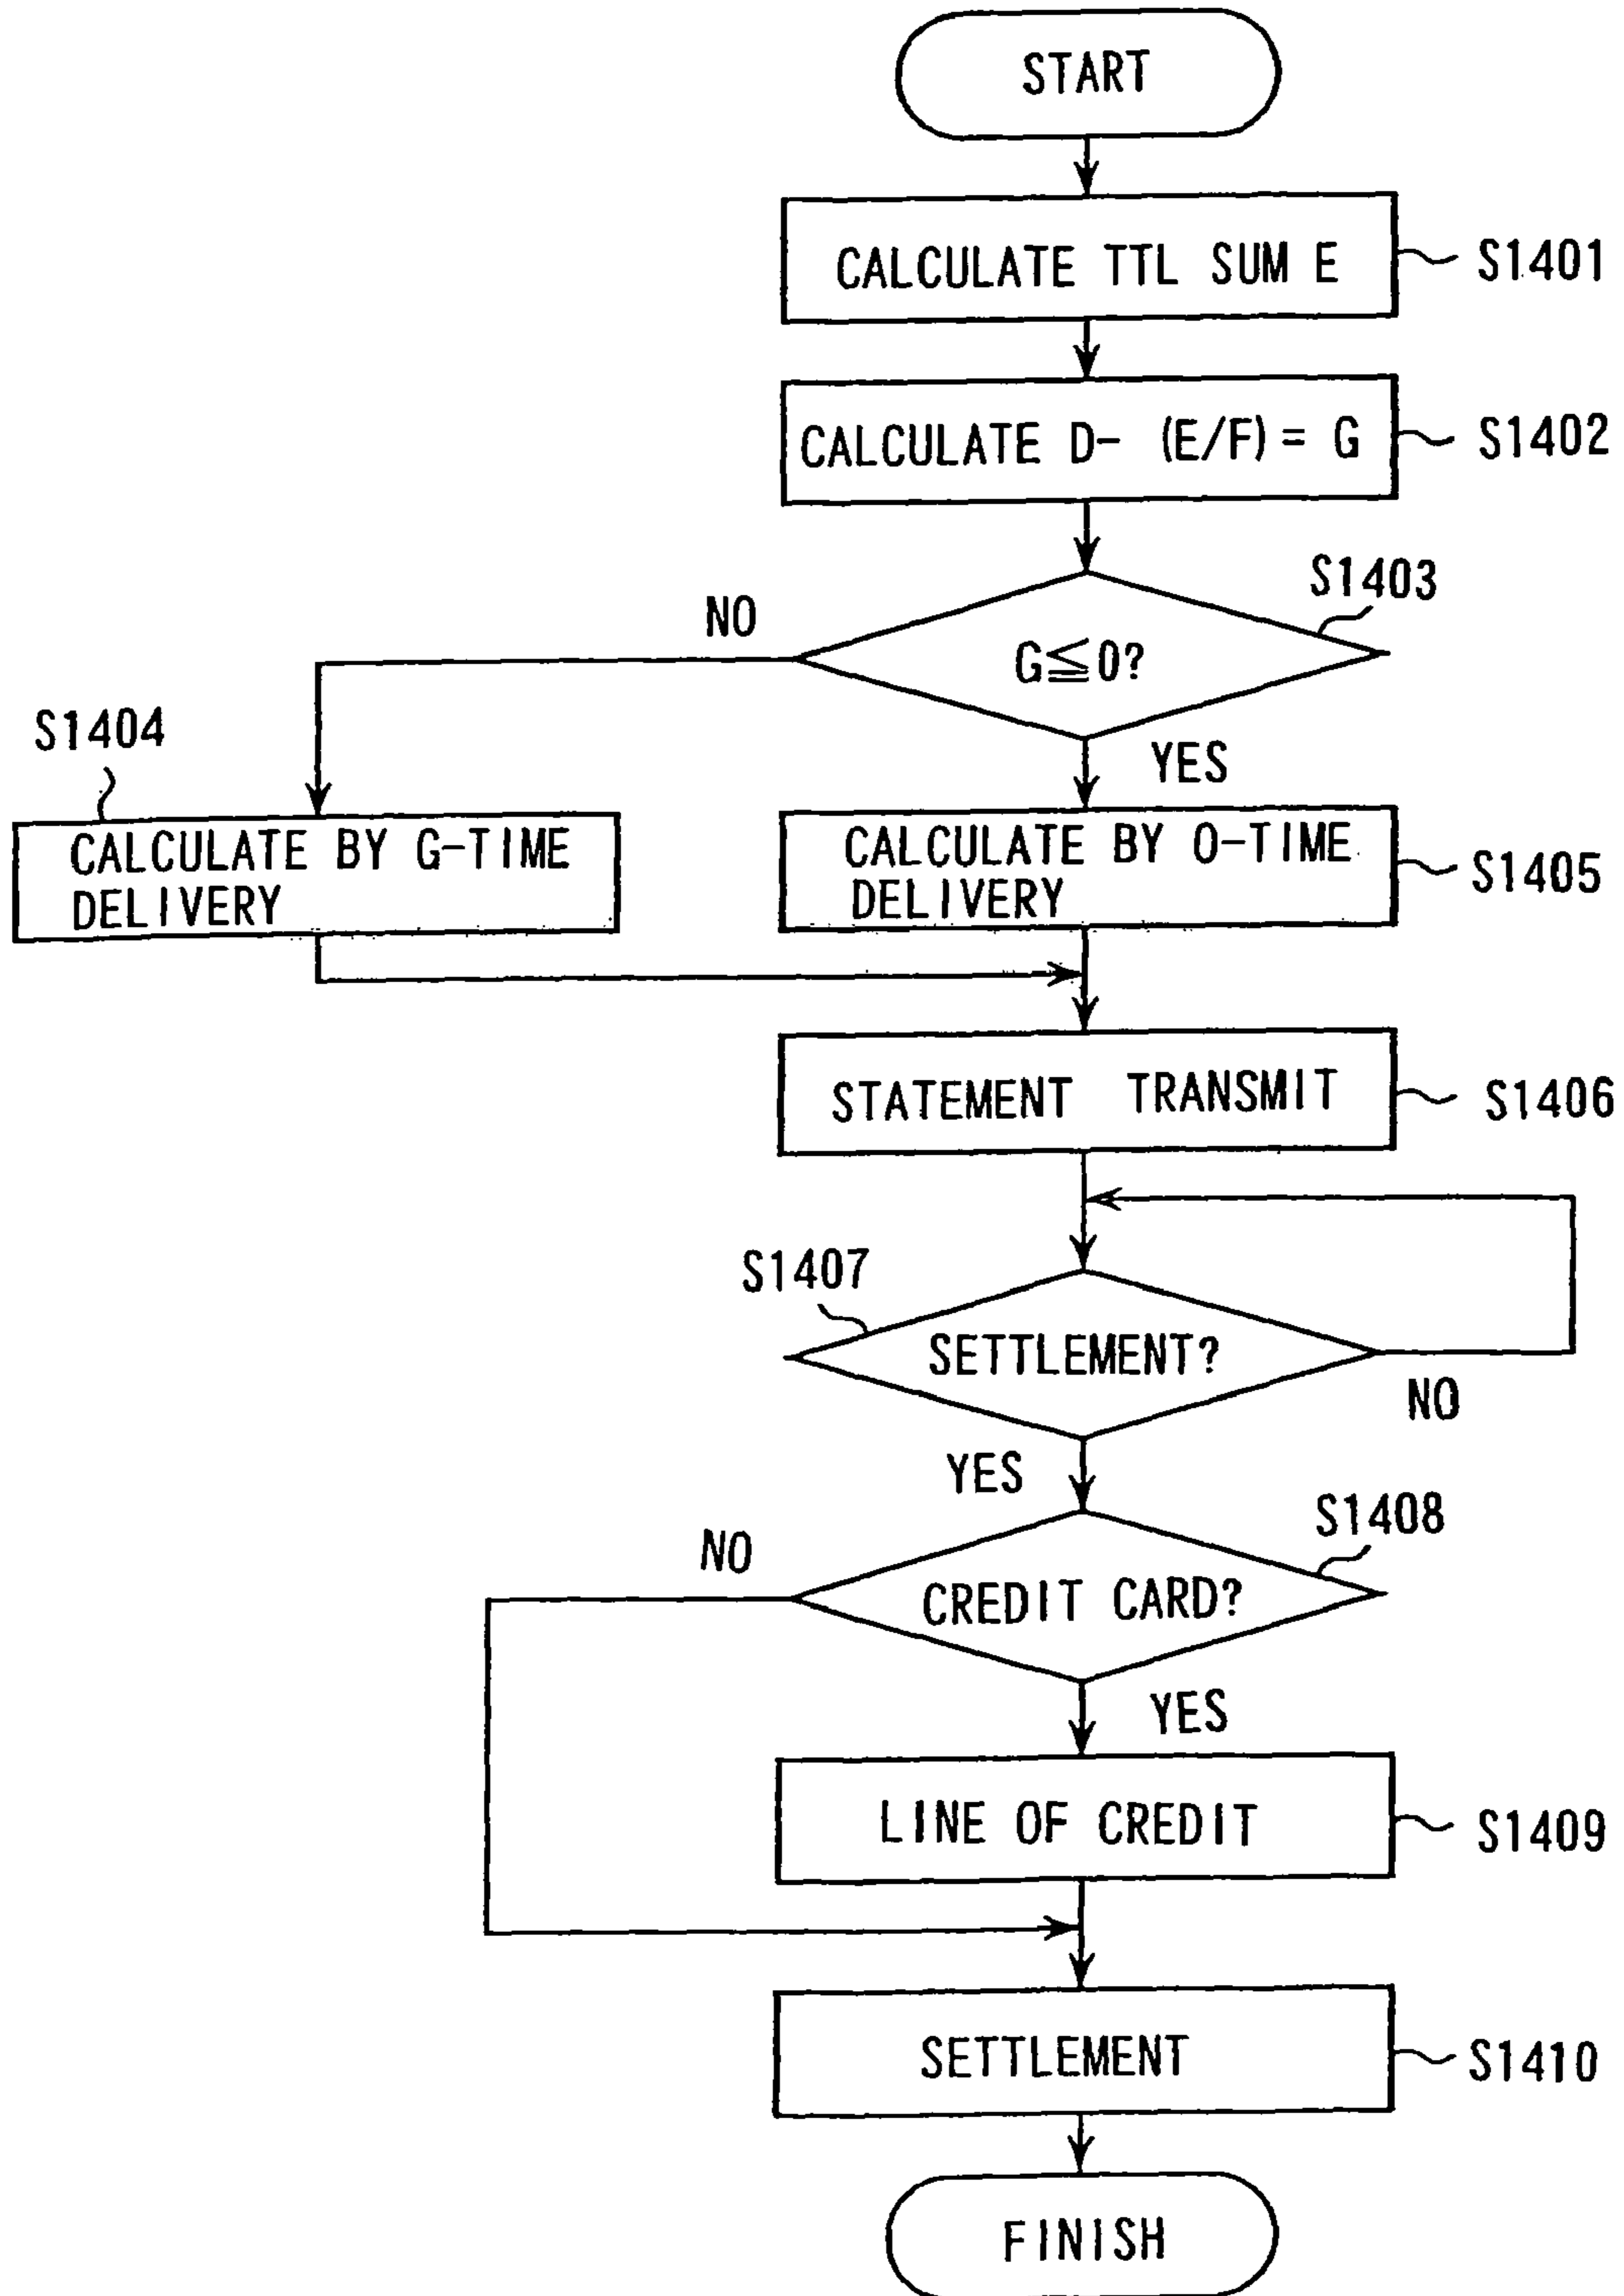 START
CALCULATE TTL SUM E
S1401
CALCULATE D- (E/F) = G
S1402
S1403
NO
G≦0?
YES
S1404
CALCULATE BY G-TIME
DELIVERY
CALCULATE BY 0-TIME
DELIVERY
S1405
STATEMENT TRANSMIT
S1406
S1407
SETTLEMENT?
NO
YES
S1408
NO
CREDIT CARD?
YES
LINE OF CREDIT
S1409
SETTLEMENT
S1410
FINISH